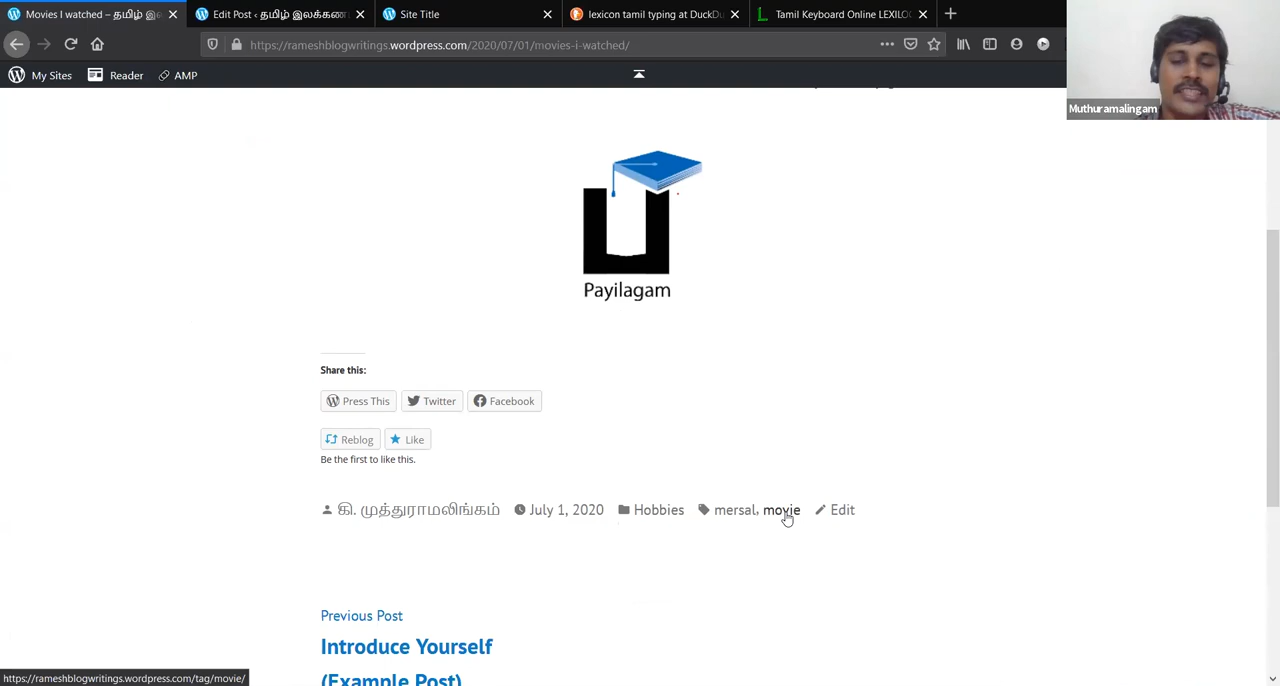 Movies I watched – தமிழ் இல
Edit Post ‹ தமிழ் இலக்கண
Site Title
lexicon tamil typing at DuckDu
Tamil Keyboard Online LEXILO
https://rameshblogwritings.wordpress.com/2020/07/01/movies-i-watched/
My Sites
Reader
AMP
Muthuramalingam
Payilagam
Share this:
Press This
Twitter
Facebook
Reblog
Like
Be the first to like this.
கி. முத்துராமலிங்கம்
July 1, 2020
Hobbies
mersal, movie
Edit
Previous Post
Introduce Yourself
(Example Post)
https://rameshblogwritings.wordpress.com/tag/movie/